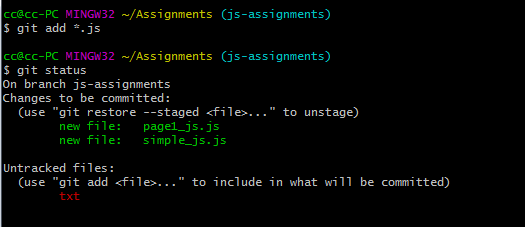 cc@cc-PC MINGW32 ~/Assignments (js-assignments)
$ git add *.js
cc@cc-PC MINGW32 ~/Assignments (js-assignments)
$ git status
On branch js-assignments
Changes to be committed:
(use "git restore --staged <file>..." to unstage)
new file: page1_js.js
new file: simple_js.js
Untracked files:
(use "git add <file>..." to include in what will be committed)
txt